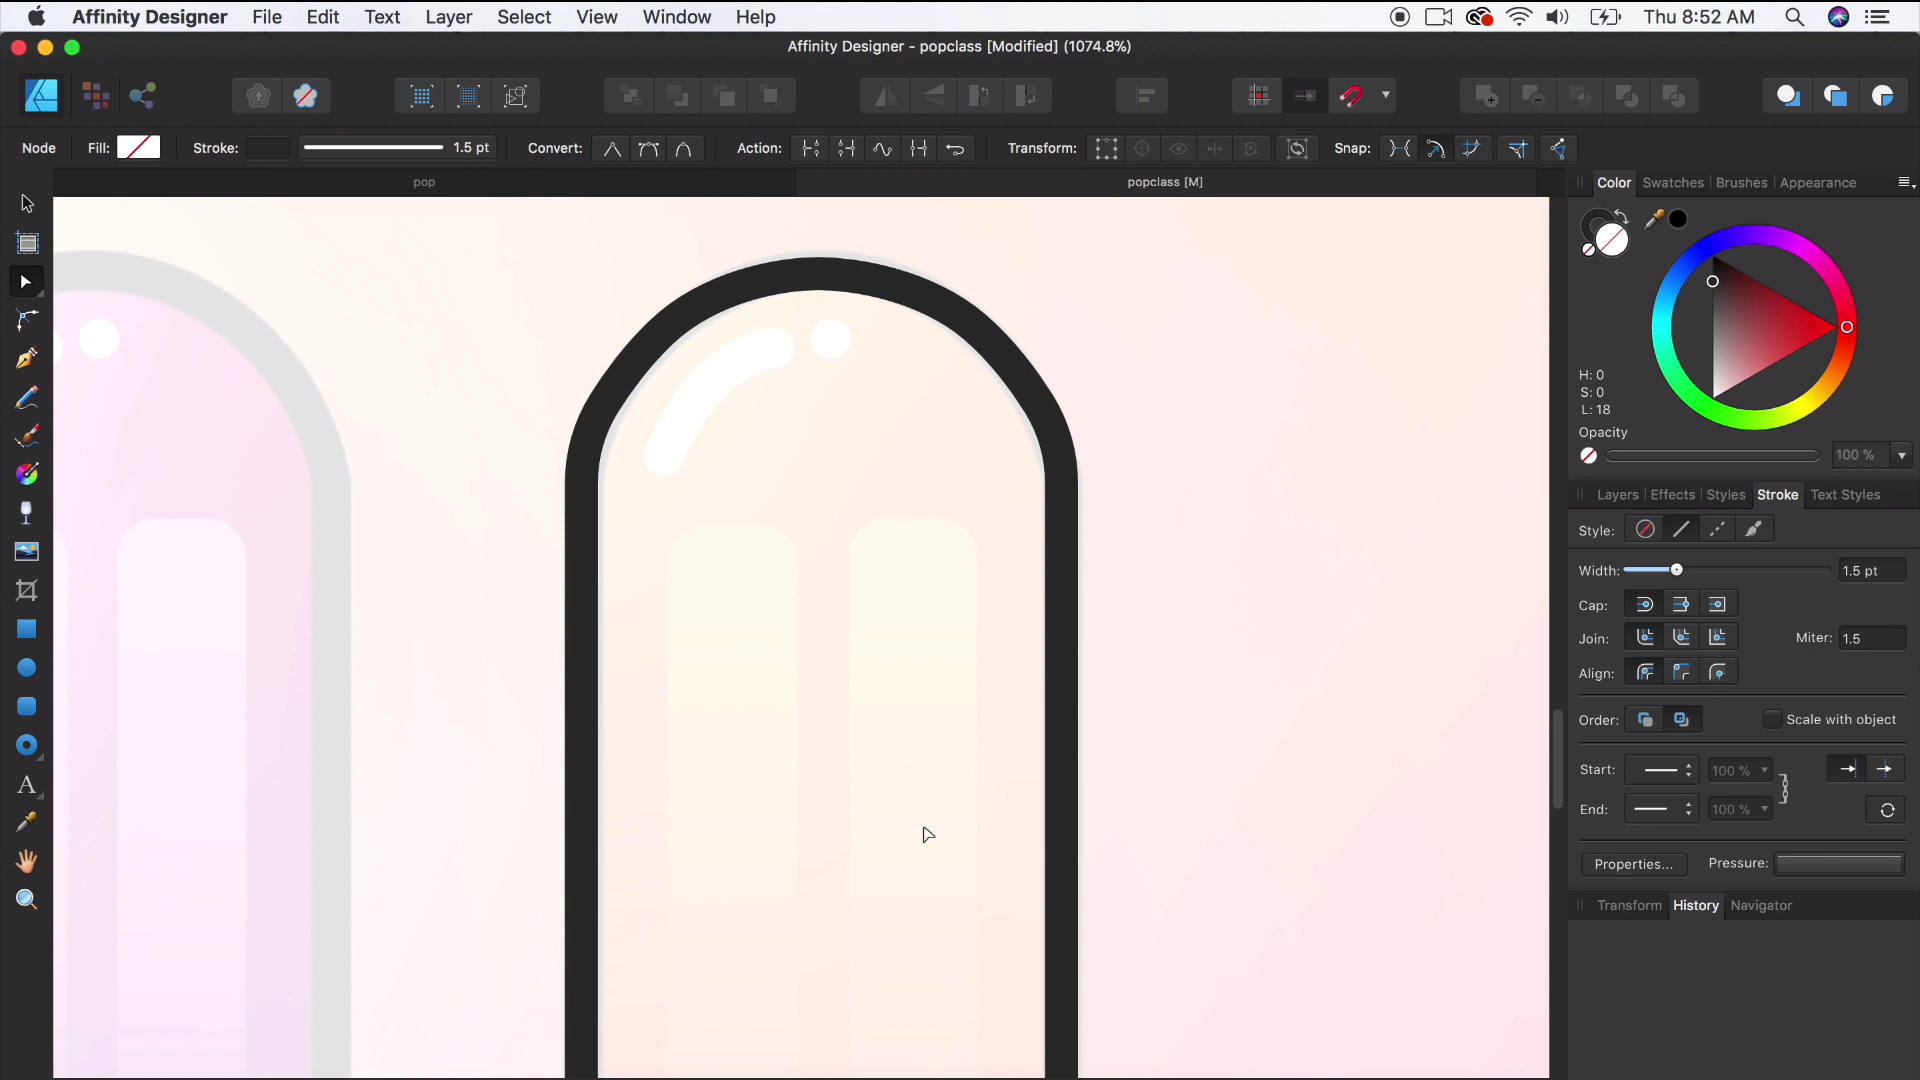 Affinity Designer File Edit Text Layer Select View Window Help Thu 8:52 AM
Affinity Designer - popclass [Modified] (1074.8%)
Node Fill: Stroke: 1.5 pt Convert: Action: Transform: Snap:
pop popclass [M]
Color Swatches Brushes Appearance
H: 0
S: 0
L: 18
Opacity
100 %
Layers Effects Styles Stroke Text Styles
Style:
Width: 1.5 pt
Cap:
Join: Miter: 1.5
Align:
Order: Scale with object
Start: 100 %
End: 100 %
Properties... Pressure:
Transform History Navigator